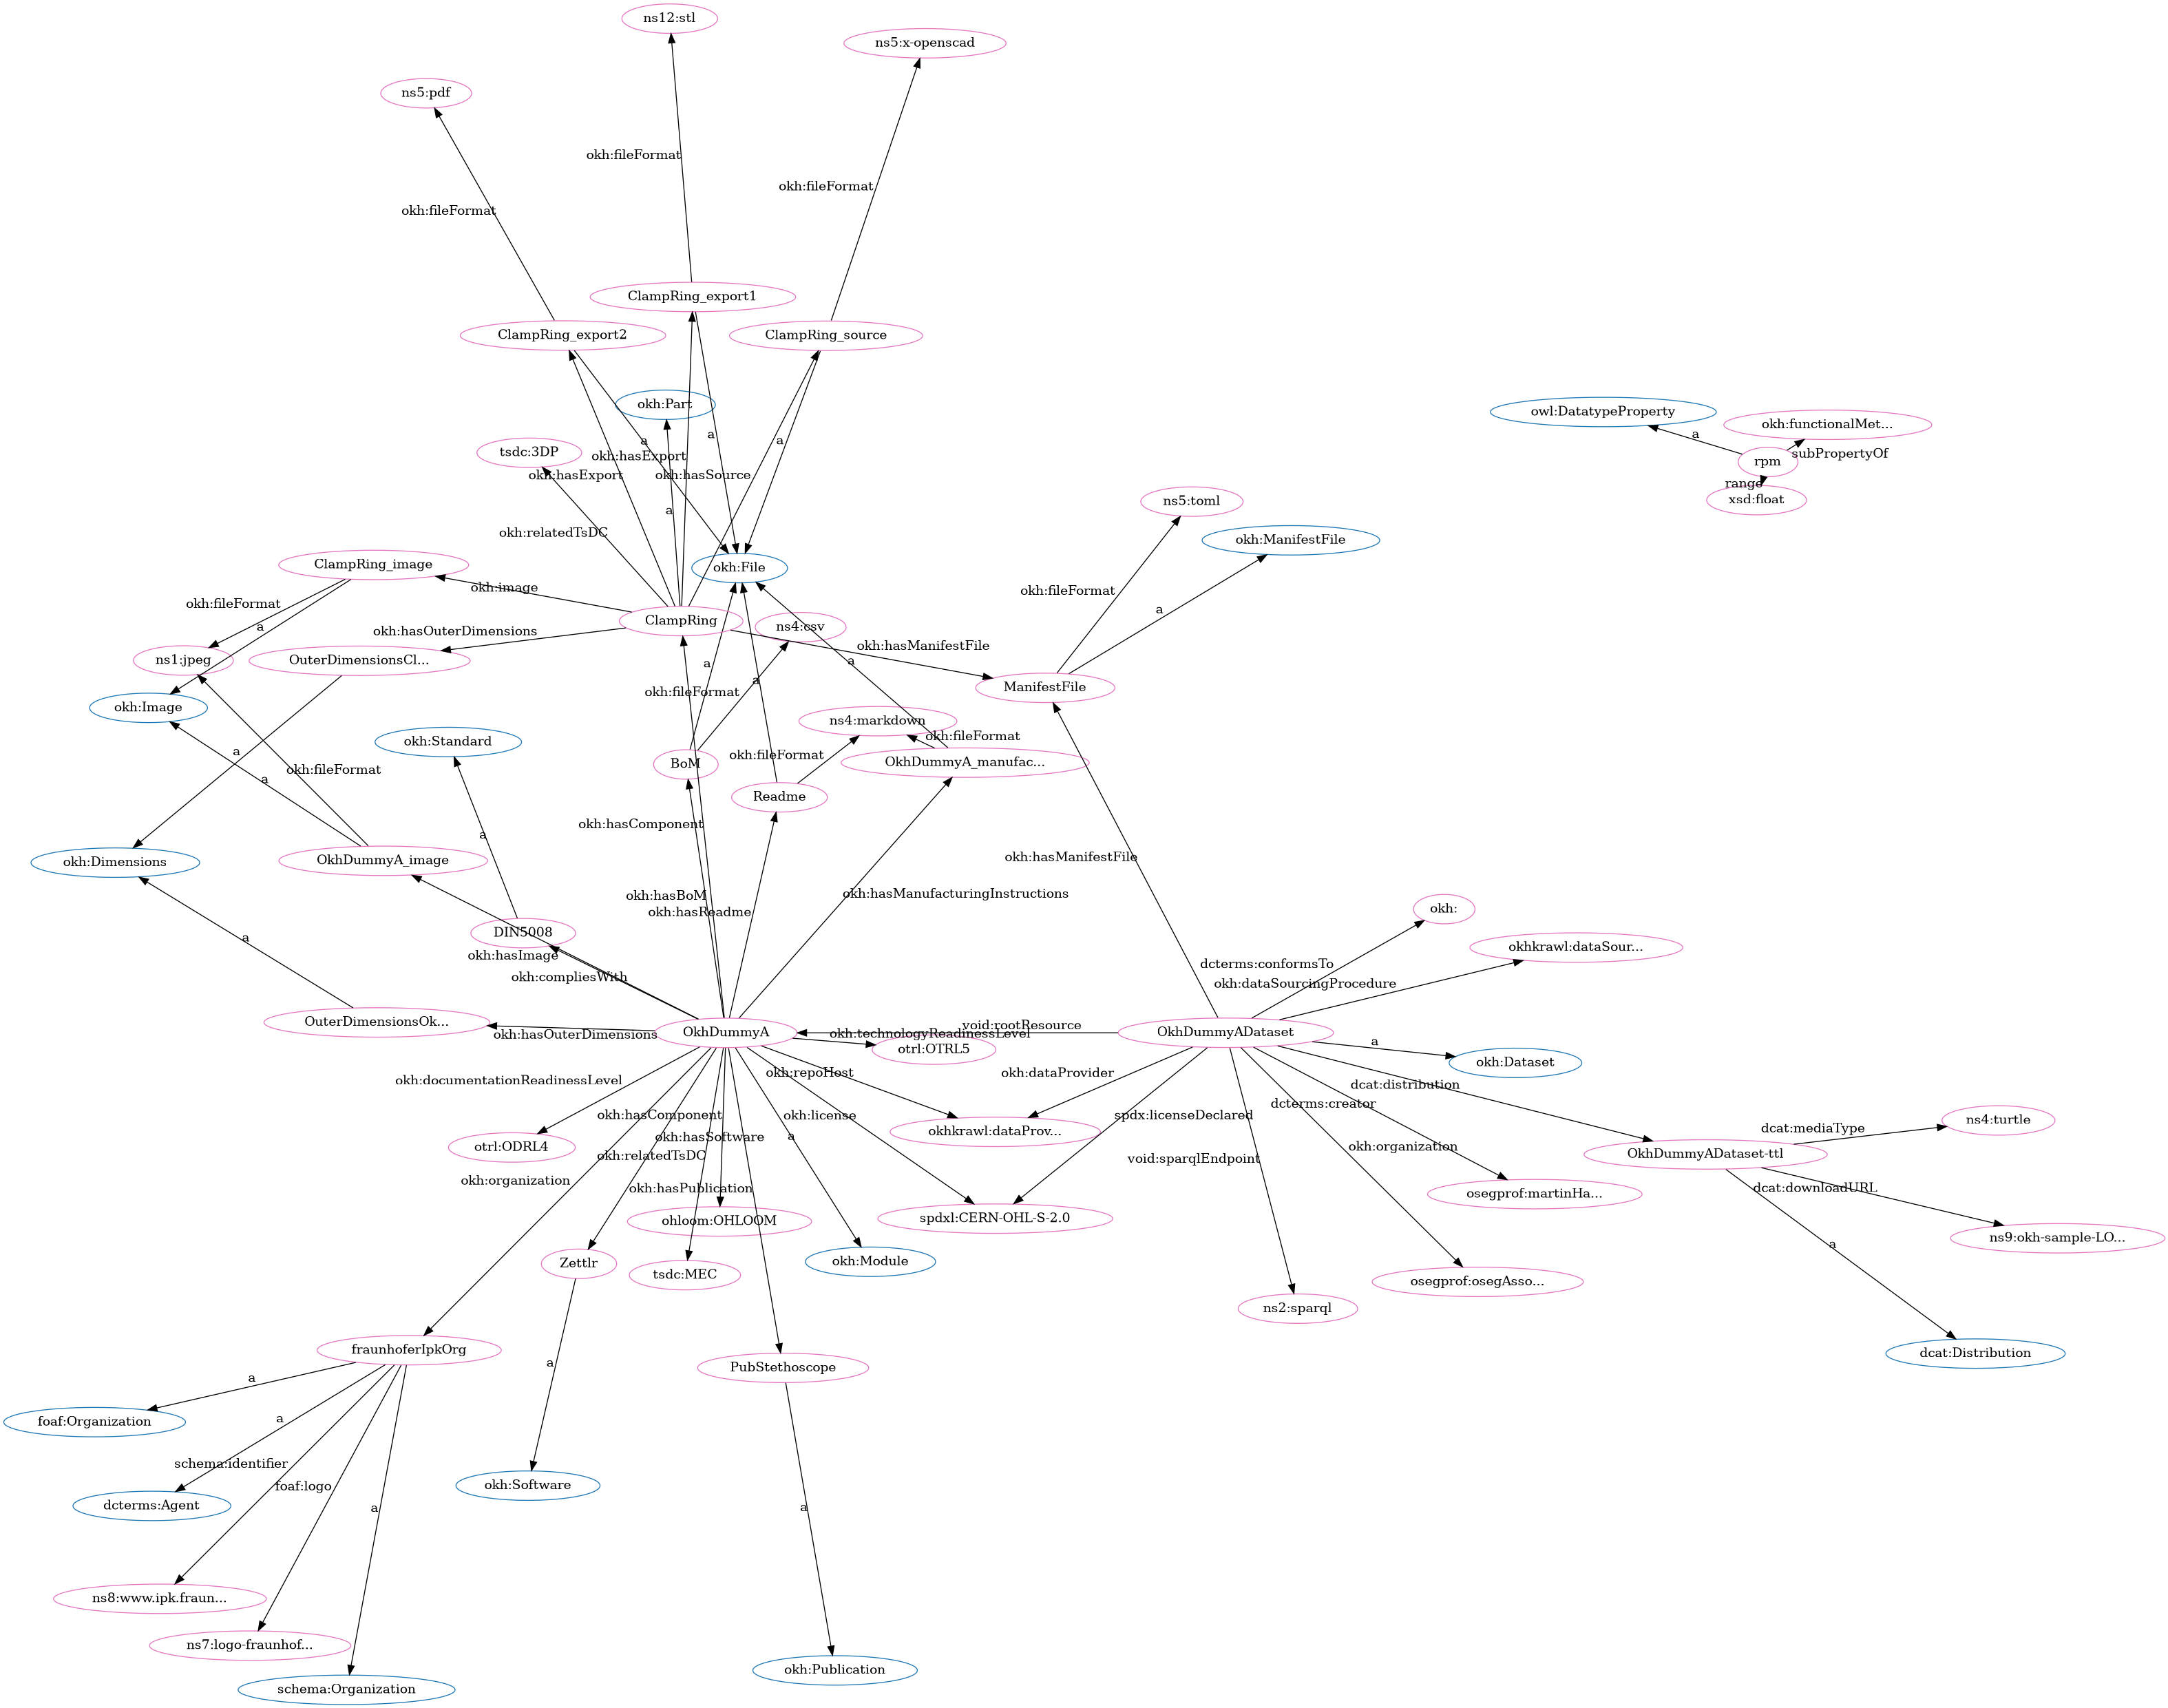 ns12:stl
ns5:x-openscad
ns5:pdf
okh:fileFormat
okh:fileFormat
okh:fileFormat
ClampRing_export1
ClampRing_export2
ClampRing_source
okh:Part
owl:DatatypeProperty
okh:functionalMet...
a
a
a
a
tsdc:3DP
okh:hasExport
subPropertyOf
rpm
okh:hasExport
okh:hasSource
range
xsd:float
ns5:toml
a
okh:relatedTsDC
okh:ManifestFile
ClampRing_image
okh:File
okh:image
okh:fileFormat
okh:fileFormat
a
ClampRing
ns4:csv
a
okh:hasOuterDimensions
okh:hasManifestFile
ns1:jpeg
OuterDimensionsCl...
a
a
a
ManifestFile
okh:fileFormat
okh:Image
ns4:markdown
okh:fileFormat
okh:Standard
a
okh:fileFormat
BoM
OkhDummyA_manufac...
okh:fileFormat
a
Readme
okh:hasComponent
a
okh:Dimensions
OkhDummyA_image
okh:hasManifestFile
okh:hasBoM
okh:hasManufacturingInstructions
okh:hasReadme
okh:
DIN5008
a
okh:hasImage
okhkrawl:dataSour...
okh:compliesWith
dcterms:conformsTo
okh:dataSourcingProcedure
OuterDimensionsOk...
okh:hasOuterDimensions
OkhDummyA
void:rootResource
okh:technologyReadinessLevel
OkhDummyADataset
otrl:OTRL5
a
okh:Dataset
okh:documentationReadinessLevel
okh:repoHost
okh:dataProvider
dcat:distribution
okh:hasComponent
okh:license
spdx:licenseDeclared
dcterms:creator
ns4:turtle
okh:hasSoftware
a
okhkrawl:dataProv...
dcat:mediaType
otrl:ODRL4
okh:relatedTsDC
void:sparqlEndpoint
okh:organization
OkhDummyADataset-ttl
okh:organization
okh:hasPublication
dcat:downloadURL
osegprof:martinHa...
ohloom:OHLOOM
spdxl:CERN-OHL-S-2.0
a
ns9:okh-sample-LO...
Zettlr
tsdc:MEC
okh:Module
osegprof:osegAsso...
ns2:sparql
fraunhoferIpkOrg
a
PubStethoscope
dcat:Distribution
a
foaf:Organization
a
schema:identifier
foaf:logo
okh:Software
dcterms:Agent
a
a
ns8:www.ipk.fraun...
ns7:logo-fraunhof...
okh:Publication
schema:Organization